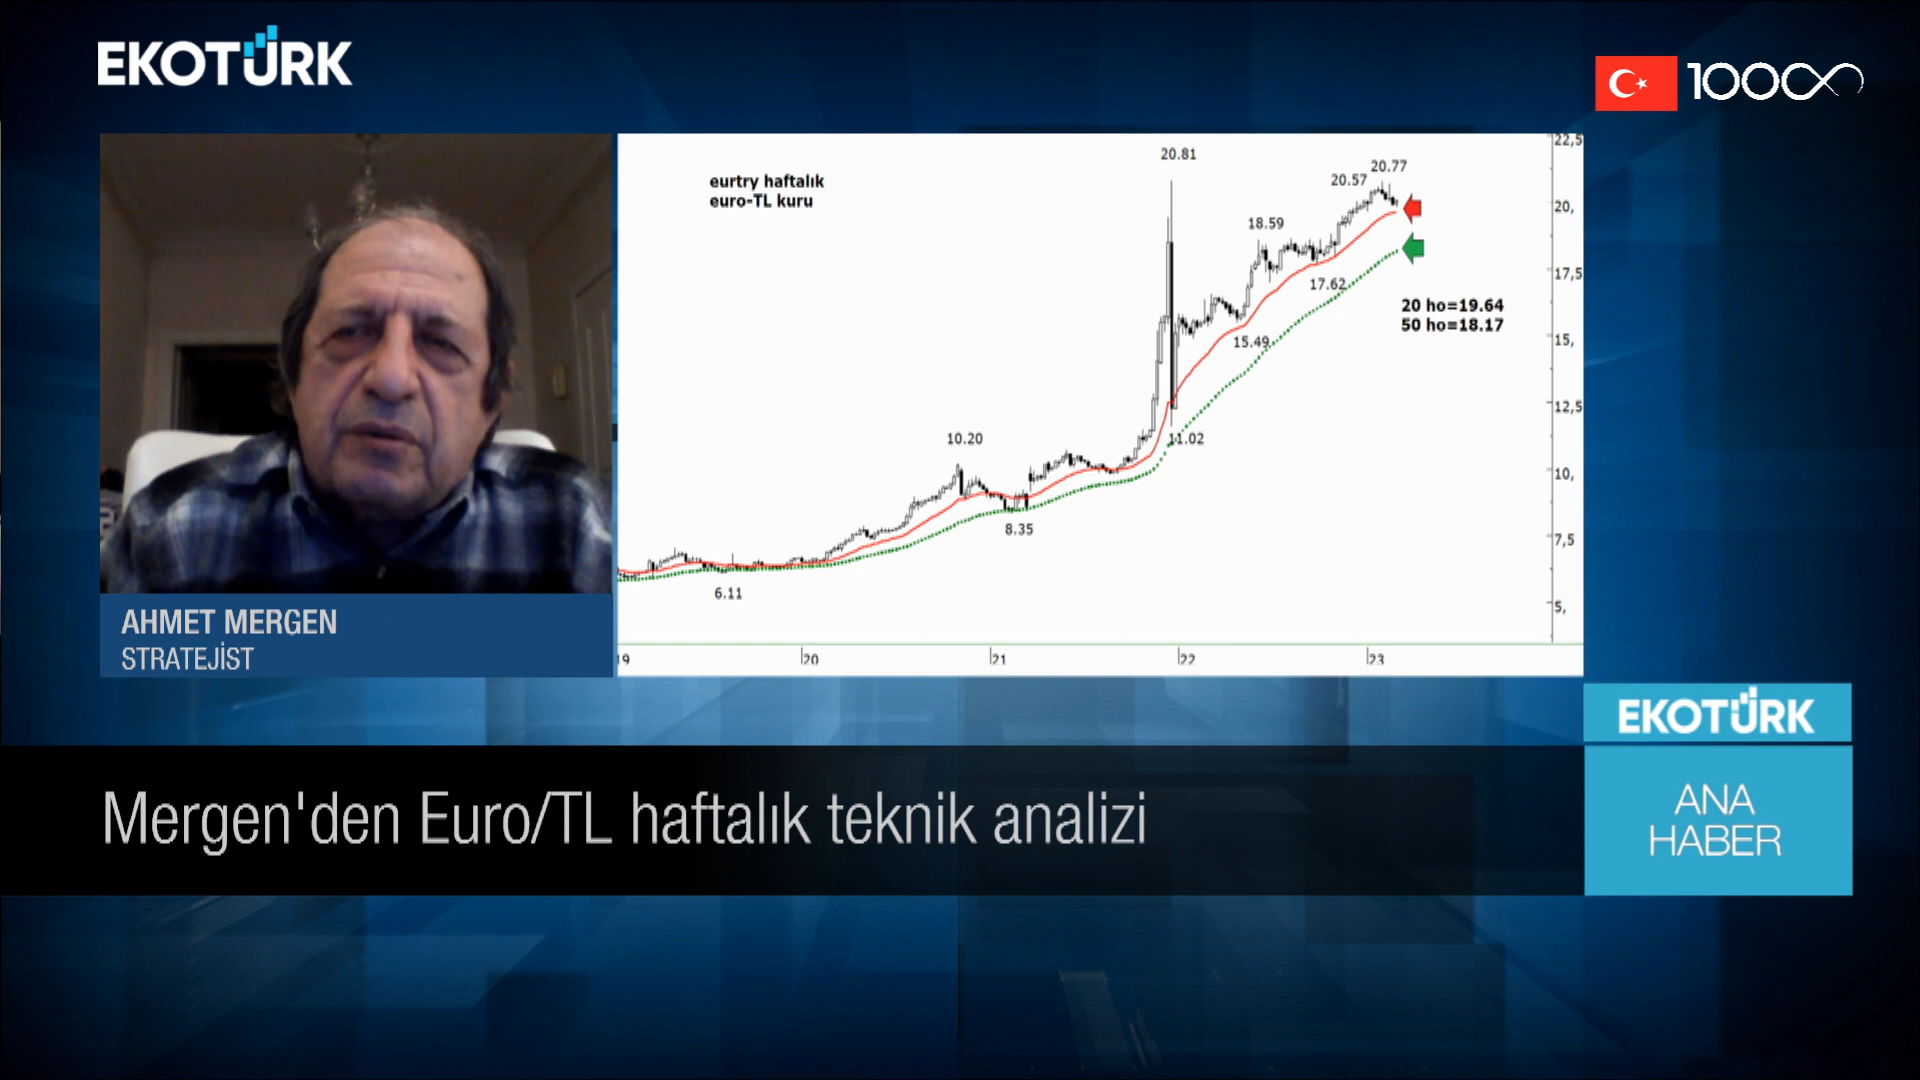 EKOTÜRK
100
eurtry haftalık
euro-TL kuru
20.81
20.77
20.57
18.59
17.62
15.49
11.02
10.20
8.35
6.11
20 ho=19.64
50 ho=18.17
22,5
20,
17,5
15,
12,5
10,
7,5
5,
19
20
21
22
23
AHMET MERGEN
STRATEJİST
EKOTÜRK
Mergen'den Euro/TL haftalık teknik analizi
ANA
HABER